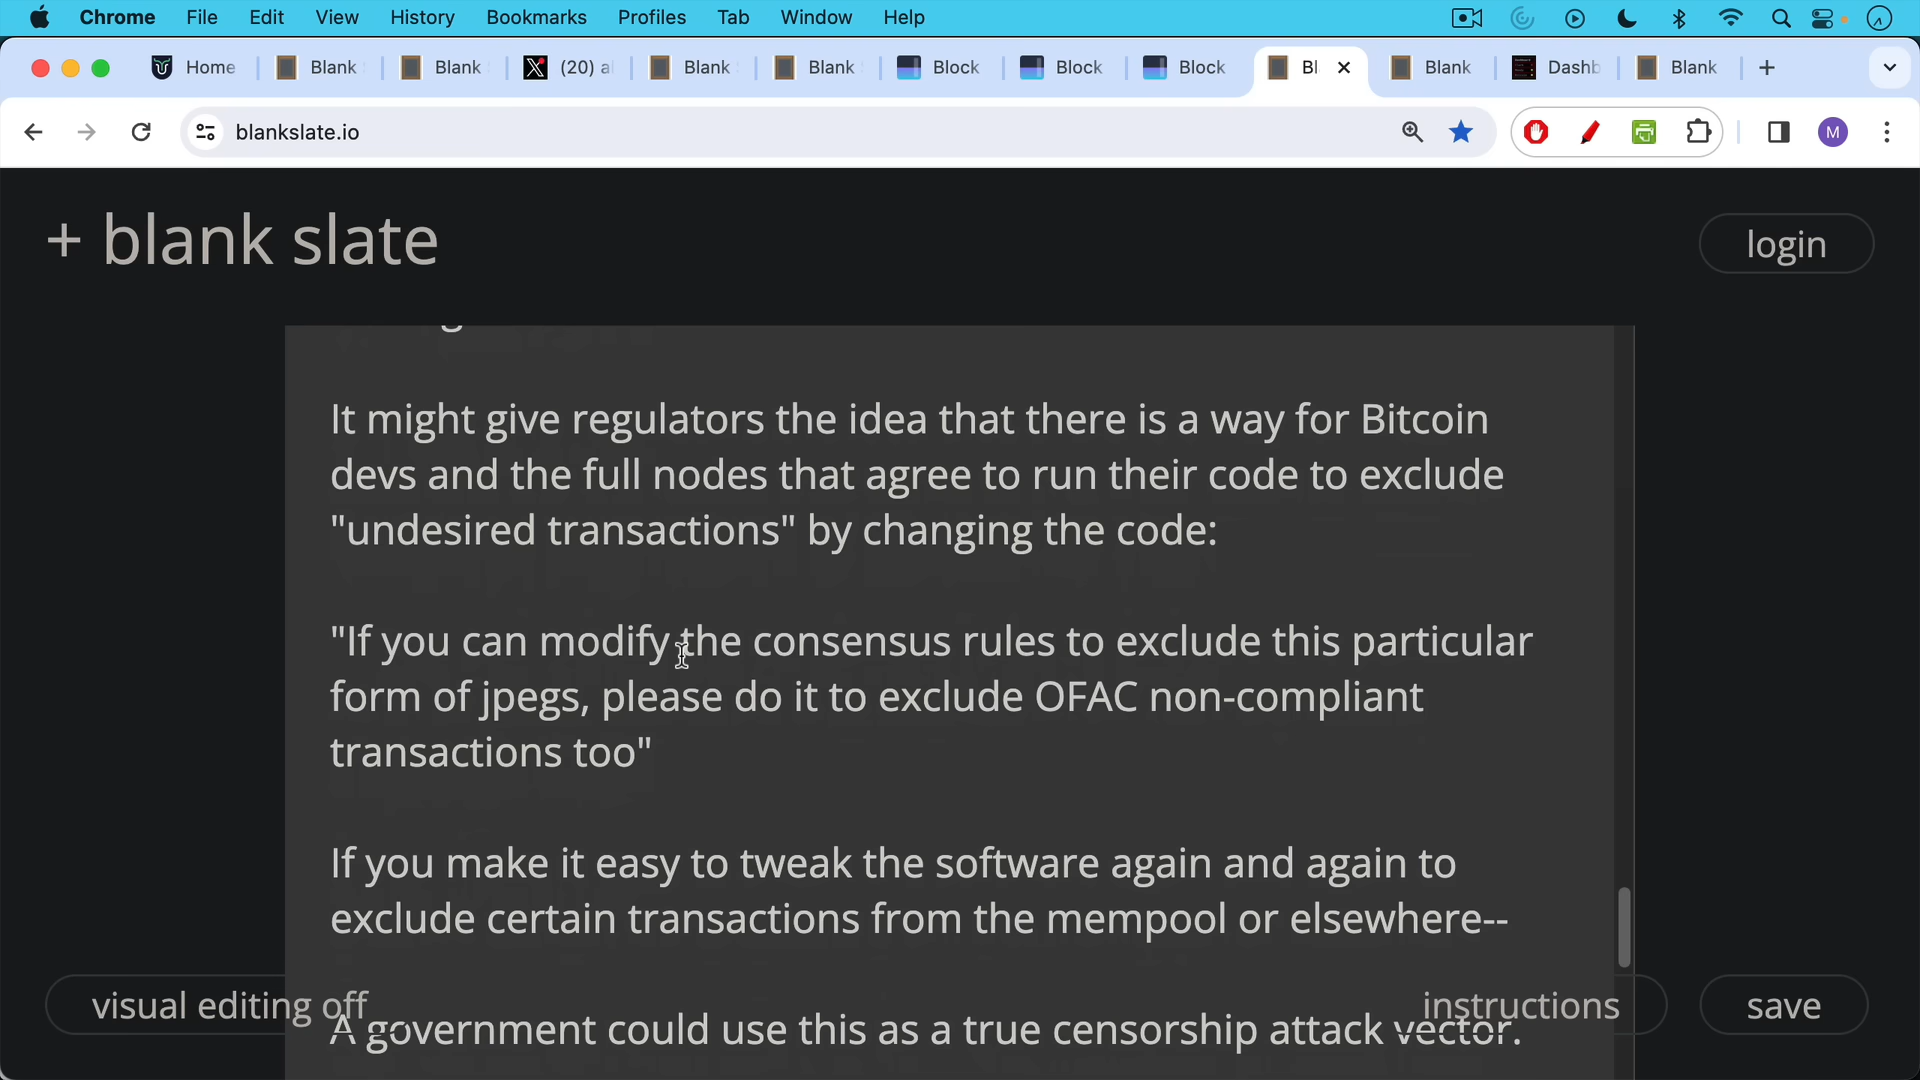 Chrome File Edit View History Bookmarks Profiles Tab Window Help
Home Blank Blank (20) a Blank Blank Block Block Block Bl Blank Dashb Blank
blankslate.io M
+ blank slate
login
It might give regulators the idea that there is a way for Bitcoin
devs and the full nodes that agree to run their code to exclude
"undesired transactions" by changing the code:
"If you can modify the consensus rules to exclude this particular
form of jpegs, please do it to exclude OFAC non-compliant
transactions too"
If you make it easy to tweak the software again and again to
exclude certain transactions from the mempool or elsewhere--
visual editing off instructions save
A government could use this as a true censorship attack vector.